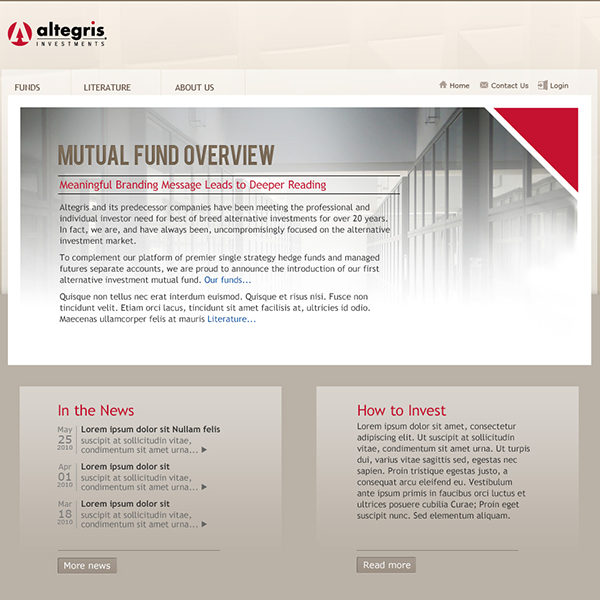 altegris
INVESTMENTS
FUNDS LITERATURE ABOUT US Home Contact Us Login
MUTUAL FUND OVERVIEW
Meaningful Branding Message Leads to Deeper Reading
Altegris and its predecessor companies have been meeting the professional and
individual investor need for best of breed alternative investments for over 20 years.
In fact, we are, and have always been, uncompromisingly focused on the alternative
investment market.
To complement our platform of premier single strategy hedge funds and managed
futures separate accounts, we are proud to announce the introduction of our first
alternative investment mutual fund. Our funds...
Quisque non tellus nec erat interdum euismod. Quisque et risus nisi. Fusce non
tincidunt velit. Etiam orci lacus, tincidunt sit amet facilisis at, ultricies id odio.
Maecenas ullamcorper felis at mauris Literature...
In the News
May 25 2010
Lorem ipsum dolor sit Nullam felis
suscipit at sollicitudin vitae,
condimentum sit amet urna...
Apr 01 2010
Lorem ipsum dolor sit
suscipit at sollicitudin vitae,
condimentum sit amet urna...
Mar 18 2010
Lorem ipsum dolor sit
suscipit at sollicitudin vitae,
condimentum sit amet urna...
More news
How to Invest
Lorem ipsum dolor sit amet, consectetur
adipiscing elit. Ut suscipit at sollicitudin
vitae, condimentum sit amet urna. Ut turpis
dui, varius vitae sagittis sed, egestas nec
sapien. Proin tristique egestas justo, a
consequat arcu eleifend eu. Vestibulum
ante ipsum primis in faucibus orci luctus et
ultrices posuere cubilia Curae; Proin eget
suscipit nunc. Sed elementum aliquam.
Read more